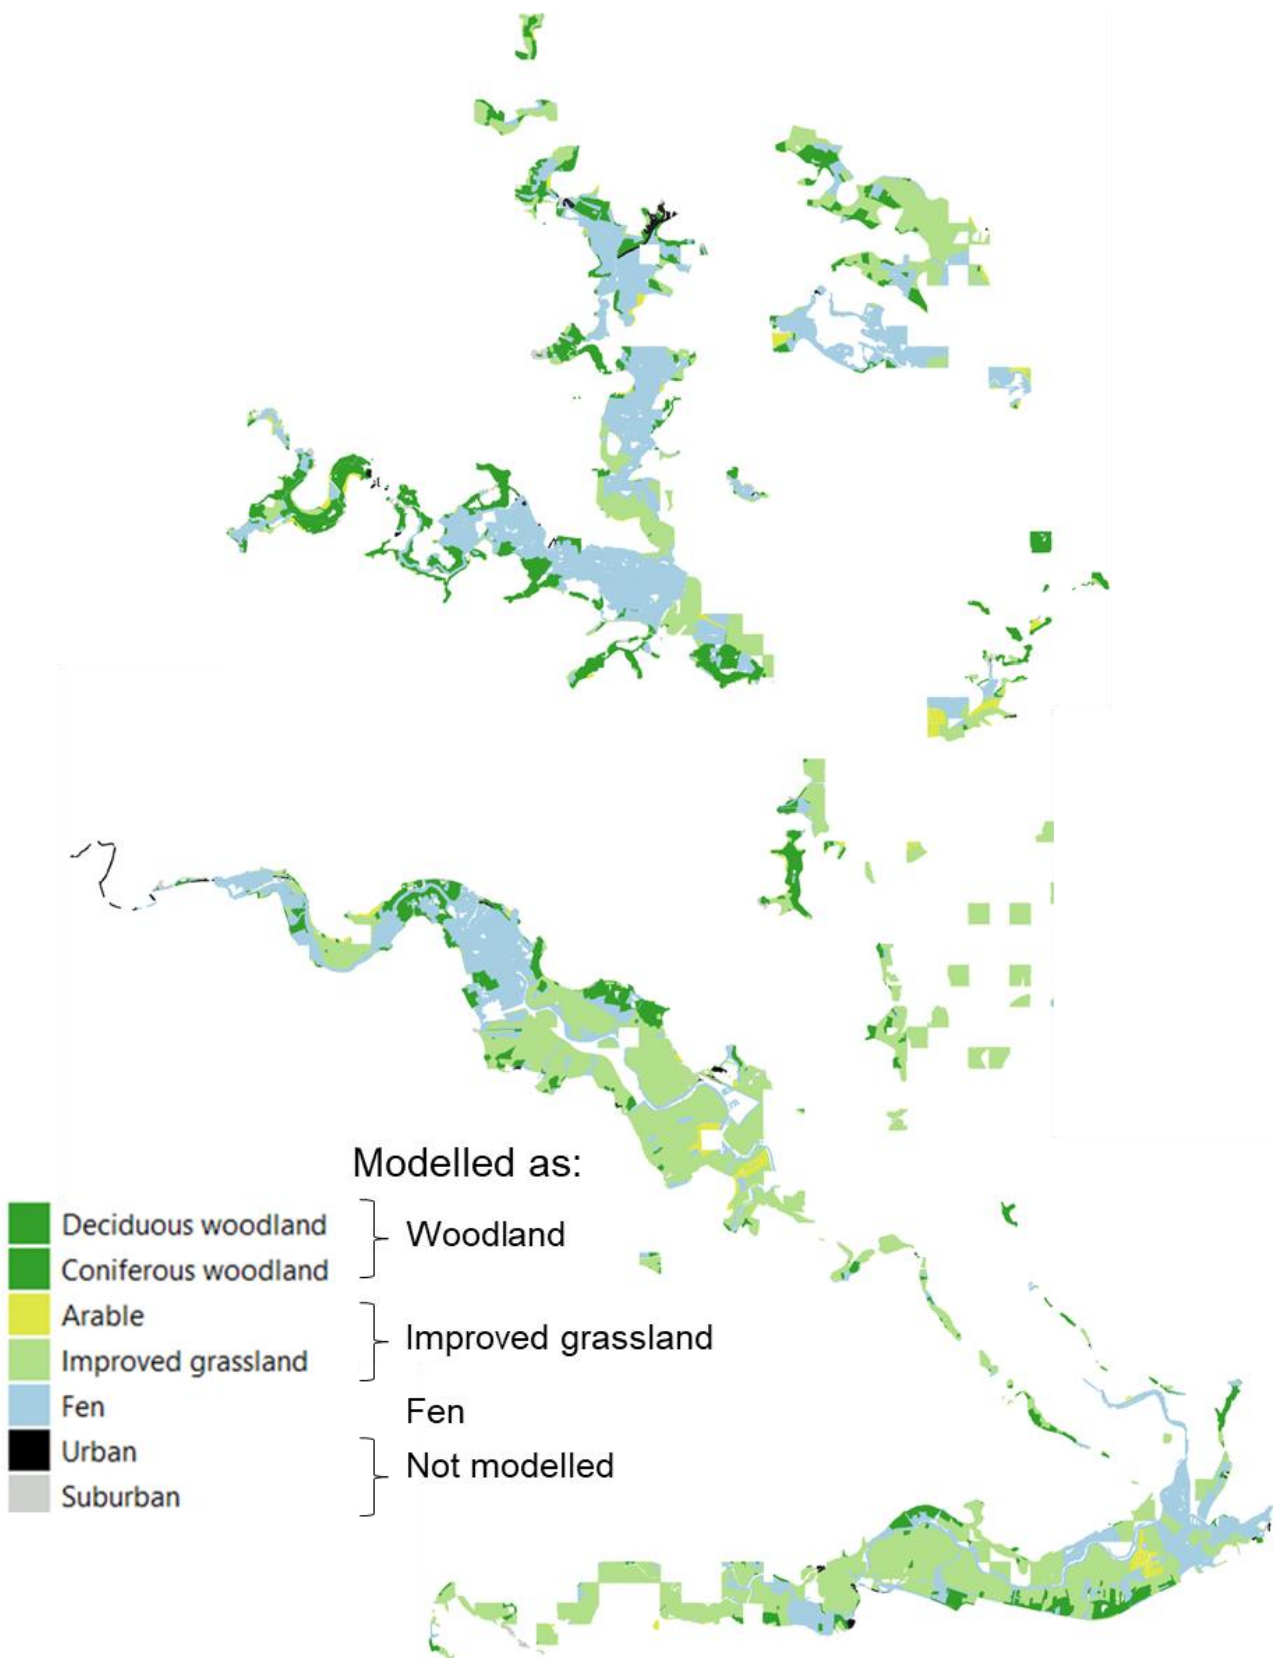 Modelled as:
Deciduous woodland
Woodland
Coniferous woodland
Arable
Improved grassland
Improved grassland
Fen
Fen
Urban
Not modelled
Suburban